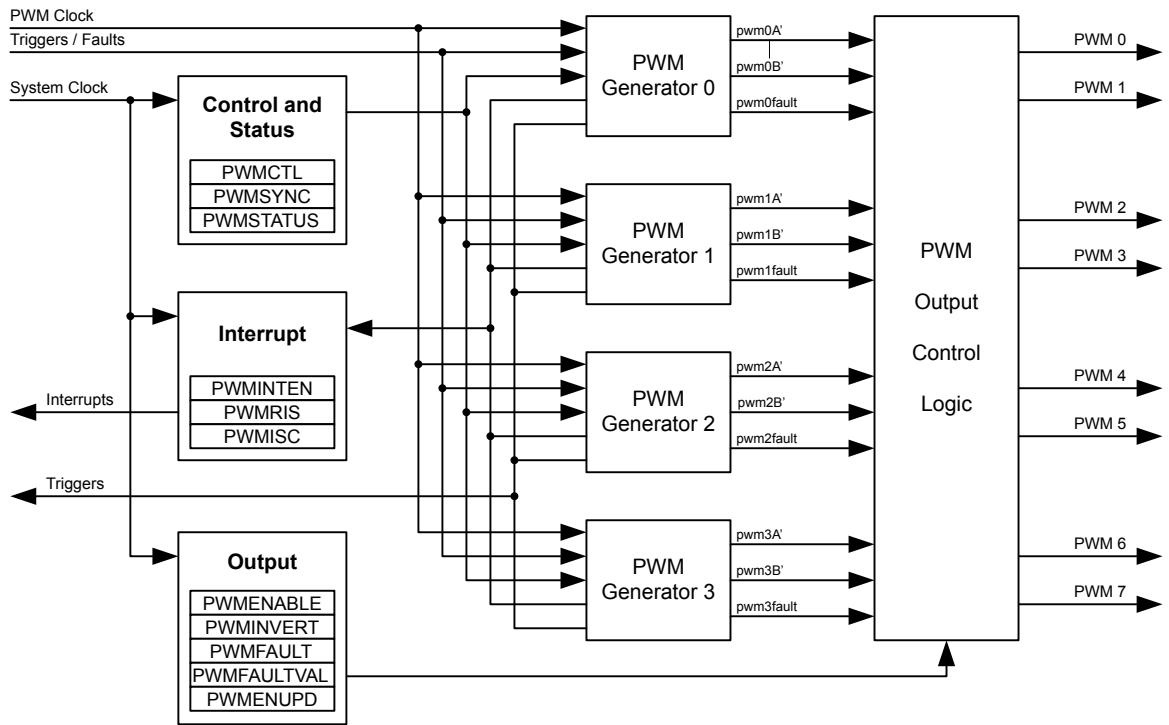 PWM Clock
Triggers / Faults
System Clock
Control and
Status
PWMCTL
PWMSYNC
PWMSTATUS
Interrupt
PWMINTEN
PWMRIS
PWMISC
Interrupts
Triggers
Output
PWMENABLE
PWMINVERT
PWMFAULT
PWMFAULTVAL
PWMENUPD
PWM
Generator 0
pwm0A’
pwm0B’
pwm0fault
PWM
Generator 1
pwm1A’
pwm1B’
pwm1fault
PWM
Generator 2
pwm2A’
pwm2B’
pwm2fault
PWM
Generator 3
pwm3A’
pwm3B’
pwm3fault
PWM
Output
Control
Logic
PWM 0
PWM 1
PWM 2
PWM 3
PWM 4
PWM 5
PWM 6
PWM 7